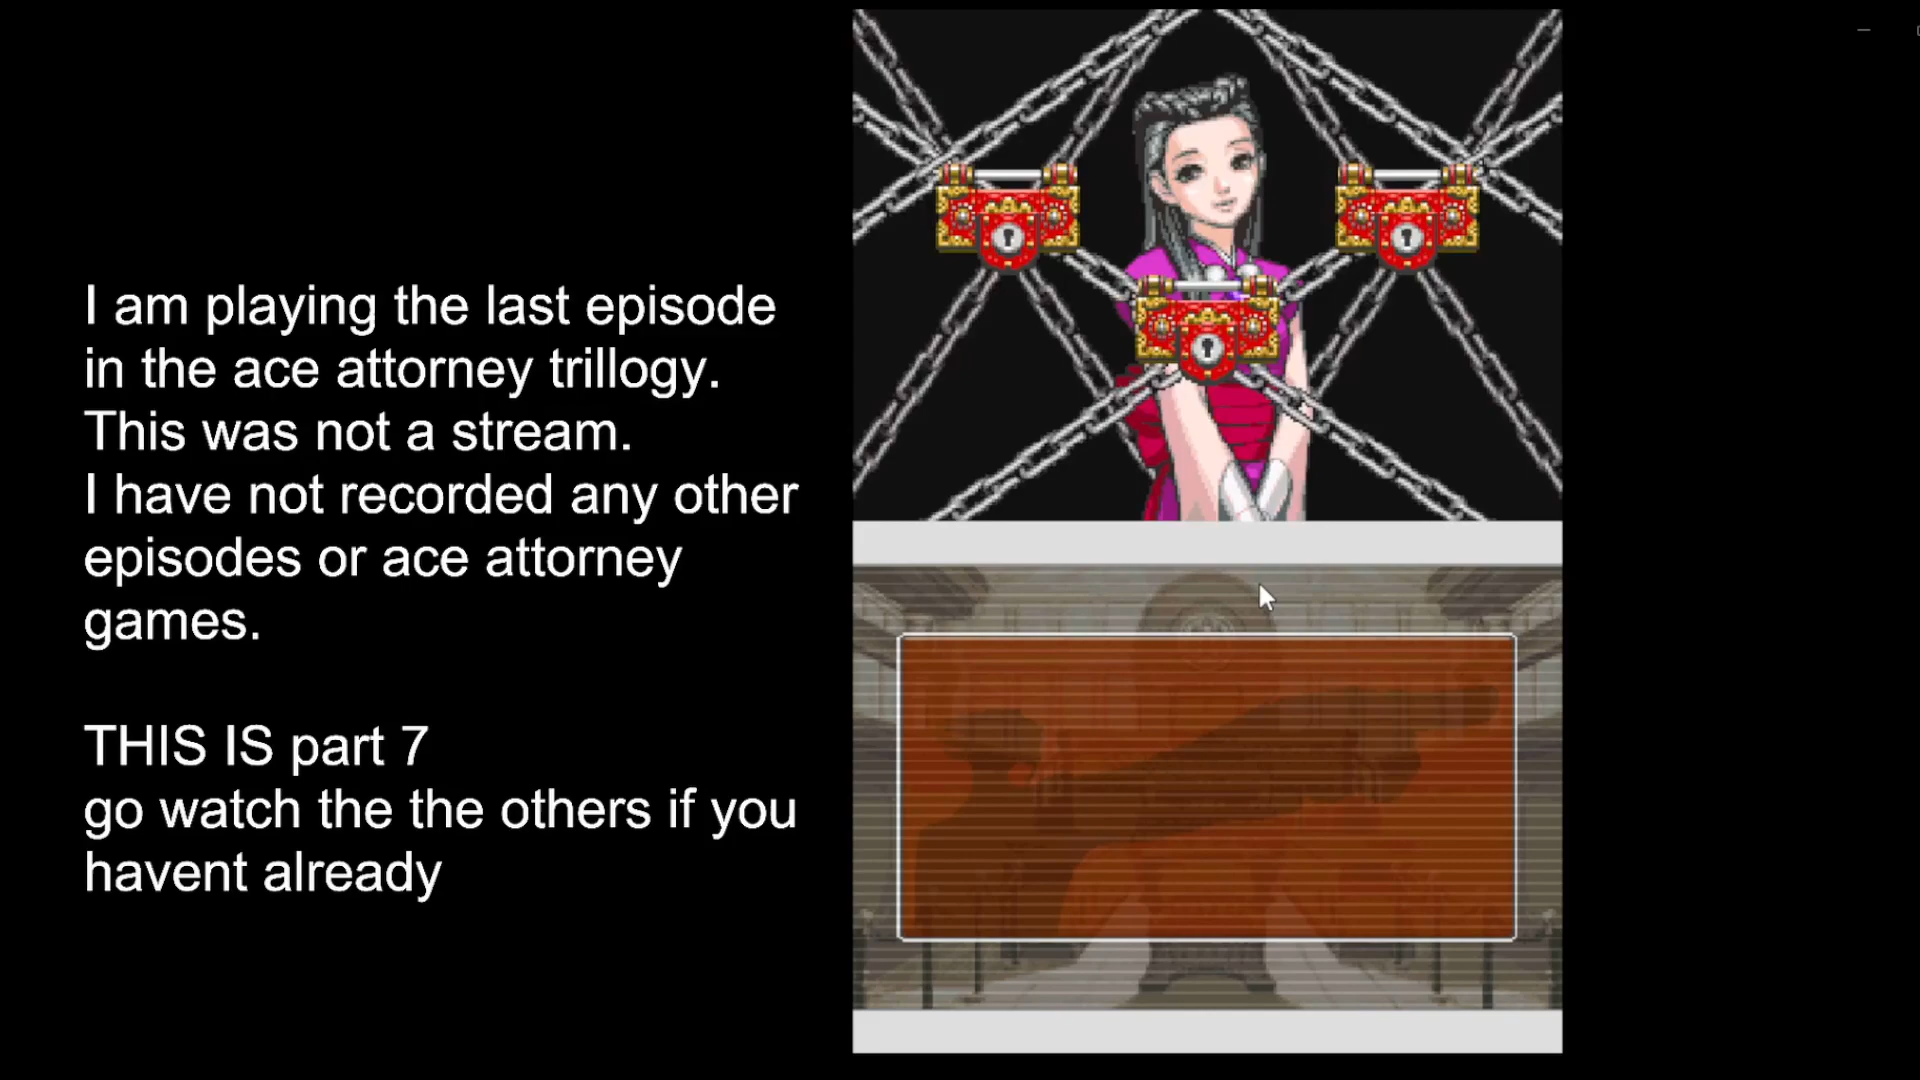 I am playing the last episode
in the ace attorney trillogy.
This was not a stream.
I have not recorded any other
episodes or ace attorney
games.
THIS IS part 7
go watch the the others if you
havent already